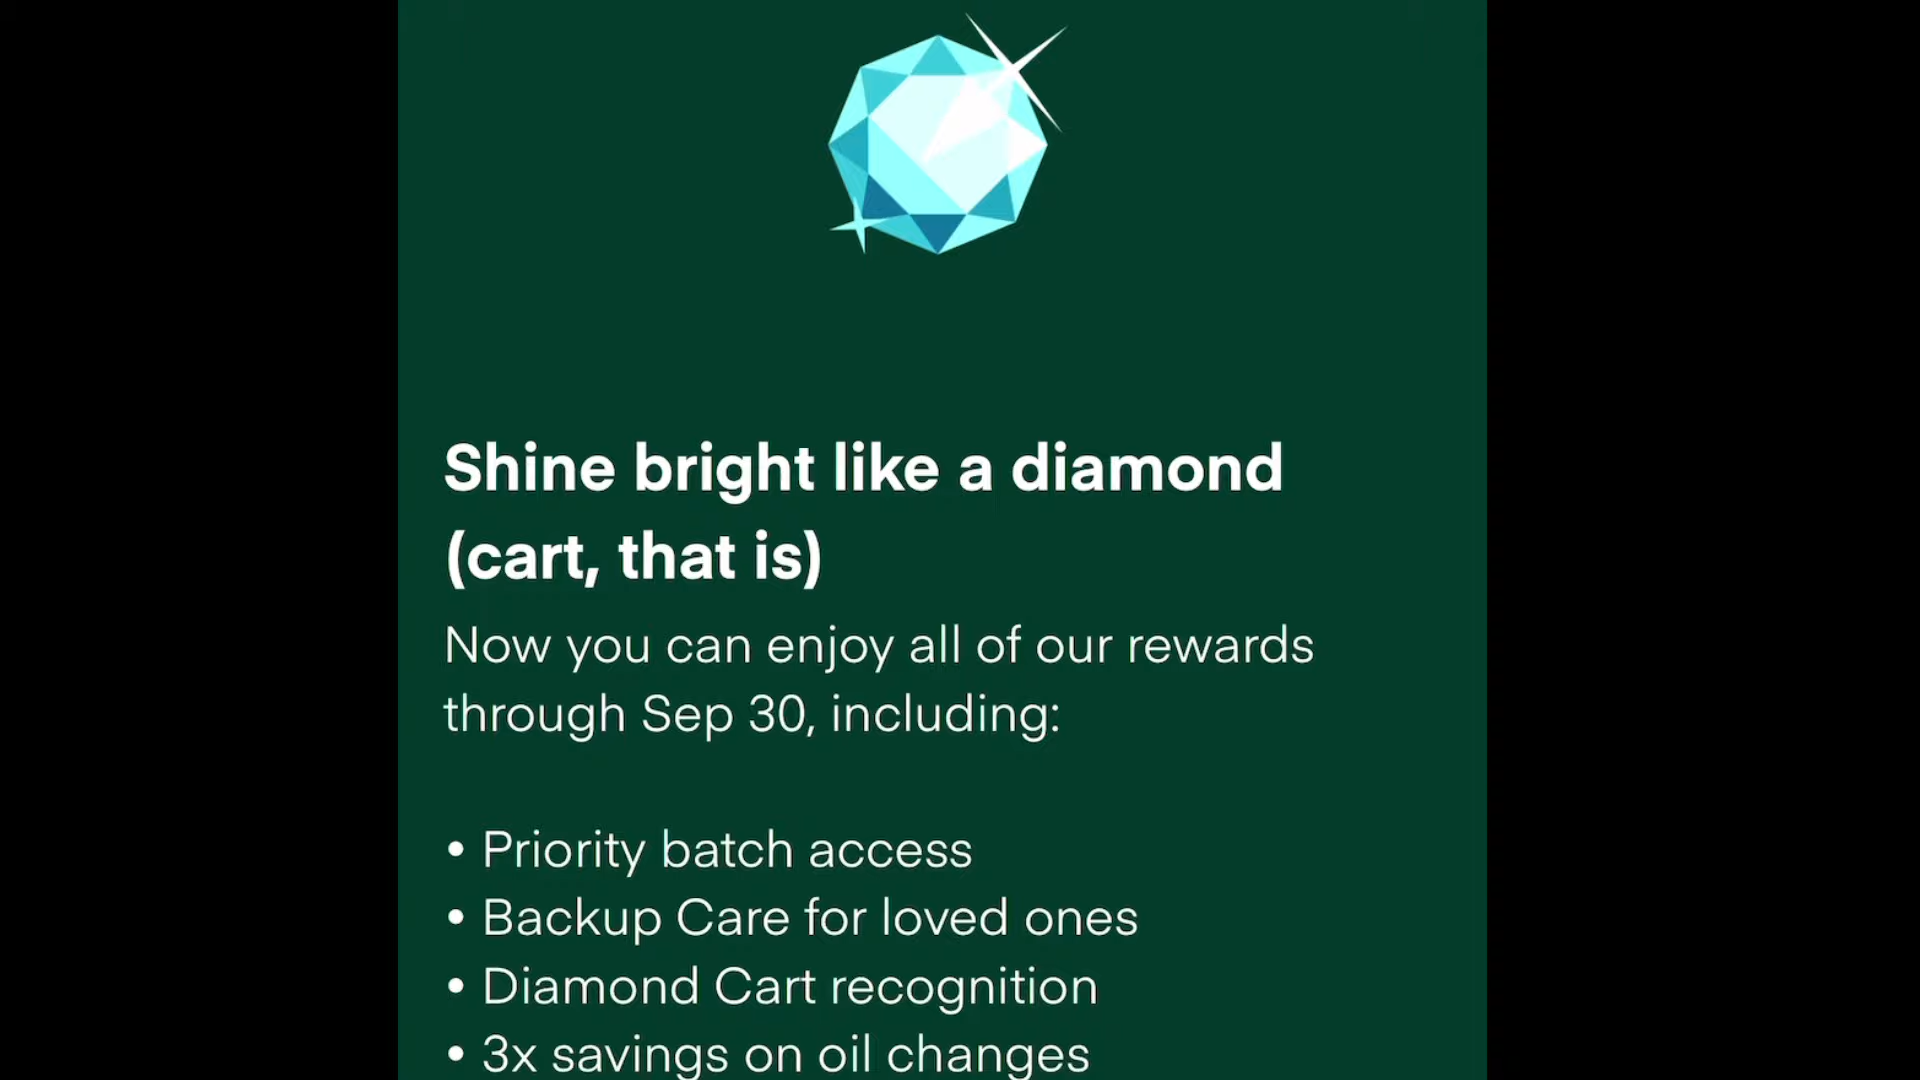 Shine bright like a diamond
(cart, that is)
Now you can enjoy all of our rewards
through Sep 30, including:
• Priority batch access
• Backup Care for loved ones
• Diamond Cart recognition
• 3x savings on oil changes